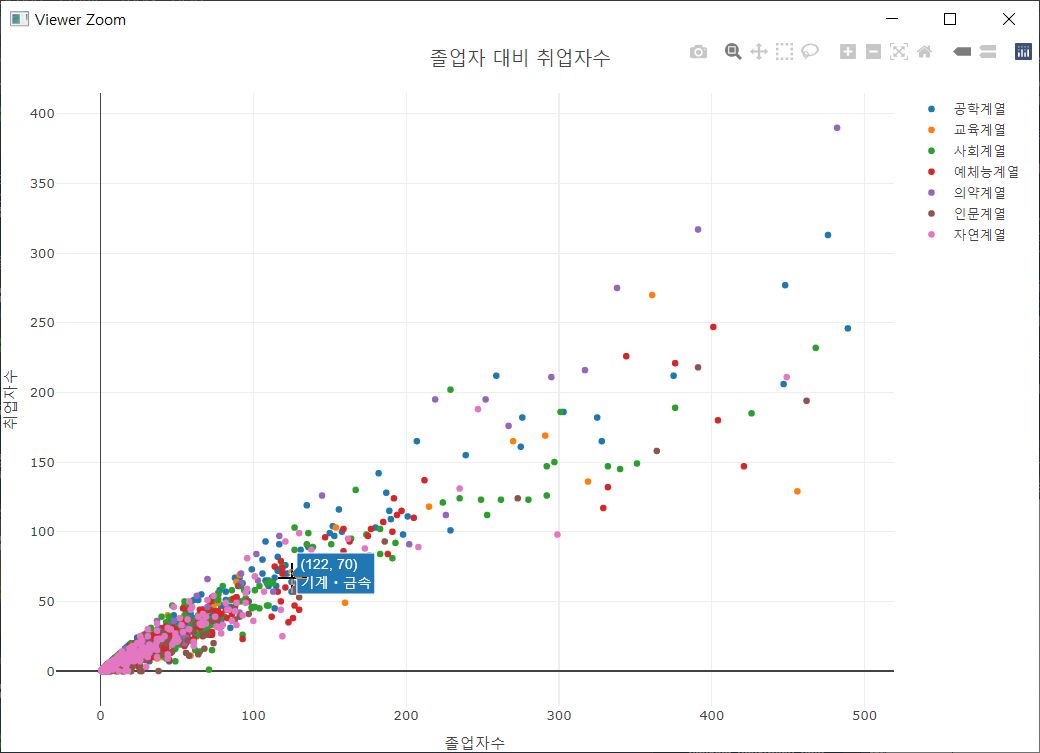 Viewer Zoom
졸업자 대비 취업자수
공학계열
교육계열
사회계열
예체능계열
의약계열
인문계열
자연계열
400
350
300
250
200
150
100
50
0
취업자수
(122, 70)
기계・금속
0
100
200
300
400
500
졸업자수